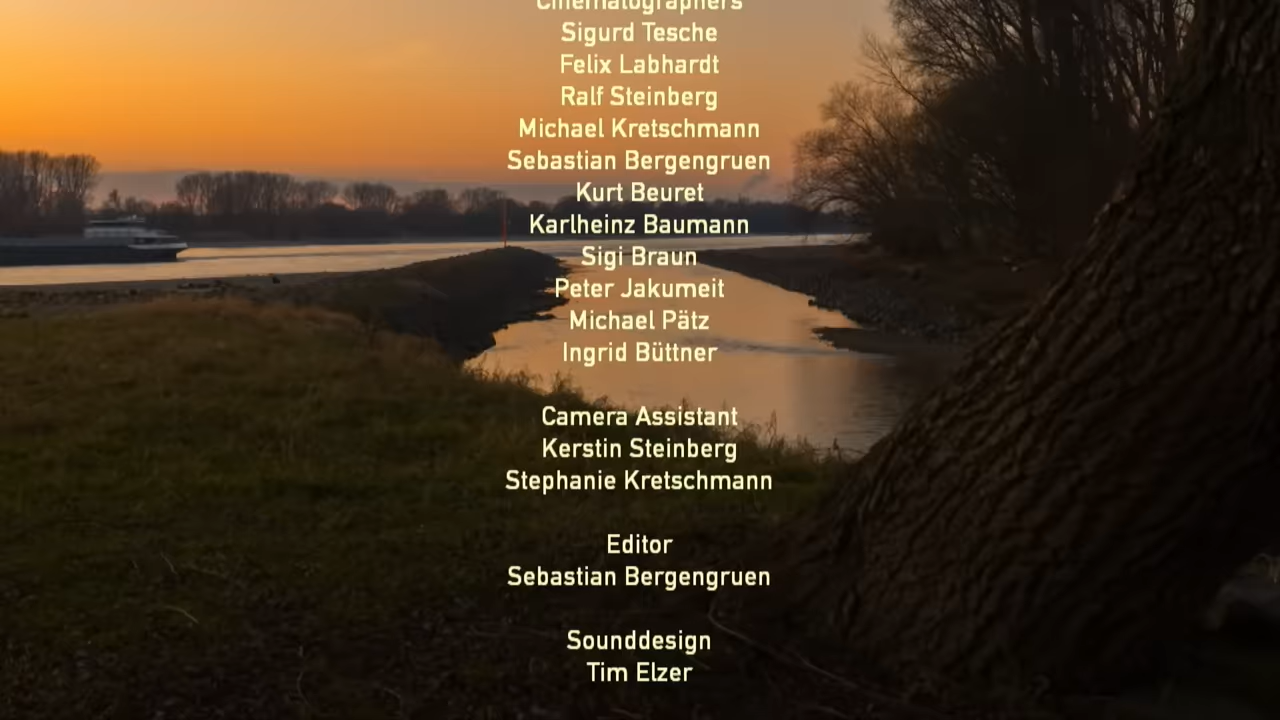 Cinematographers
Sigurd Tesche
Felix Labhardt
Ralf Steinberg
Michael Kretschmann
Sebastian Bergengruen
Kurt Beuret
Karlheinz Baumann
Sigi Braun
Peter Jakumeit
Michael Pätz
Ingrid Büttner
Camera Assistant
Kerstin Steinberg
Stephanie Kretschmann
Editor
Sebastian Bergengruen
Sounddesign
Tim Elzer